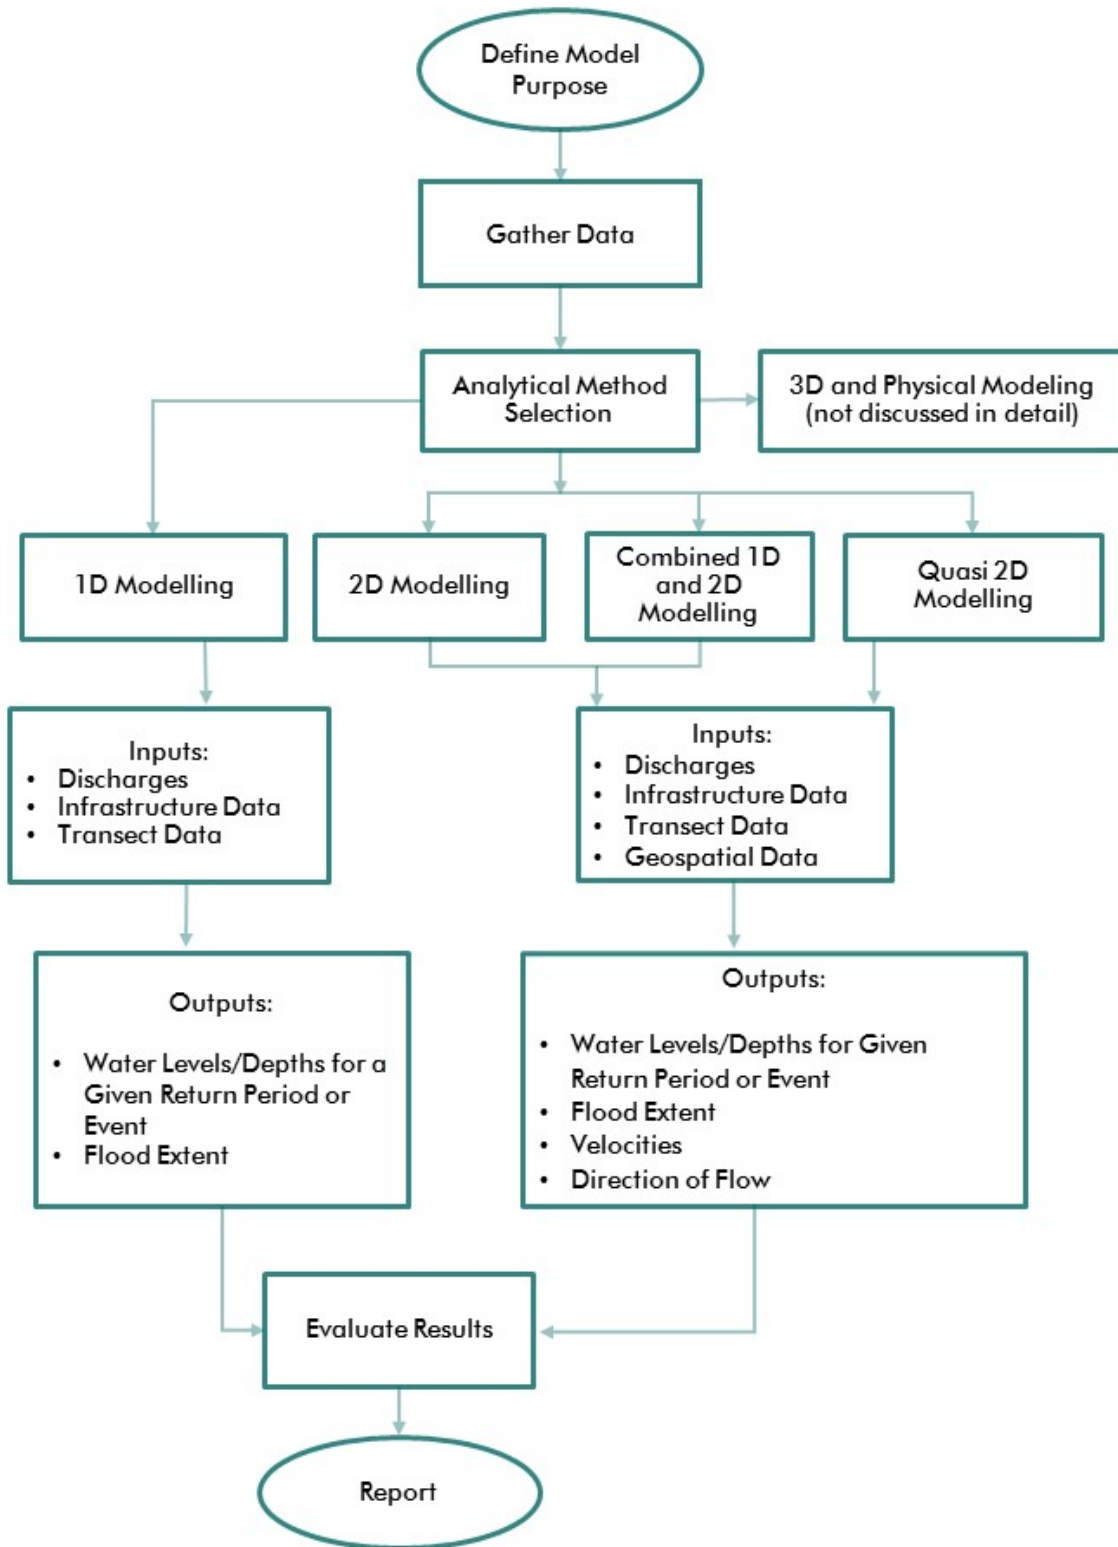 Define Model
Purpose
Gather Data
Analytical Method
Selection
3D and Physical Modeling
(not discussed in detail)
1D Modelling
2D Modelling
Combined 1D
and 2D
Modelling
Quasi 2D
Modelling
Inputs:
• Discharges
• Infrastructure Data
• Transect Data
Inputs:
• Discharges
• Infrastructure Data
• Transect Data
• Geospatial Data
Outputs:
• Water Levels/Depths for a
Given Return Period or
Event
• Flood Extent
Outputs:
• Water Levels/Depths for Given
Return Period or Event
• Flood Extent
• Velocities
• Direction of Flow
Evaluate Results
Report